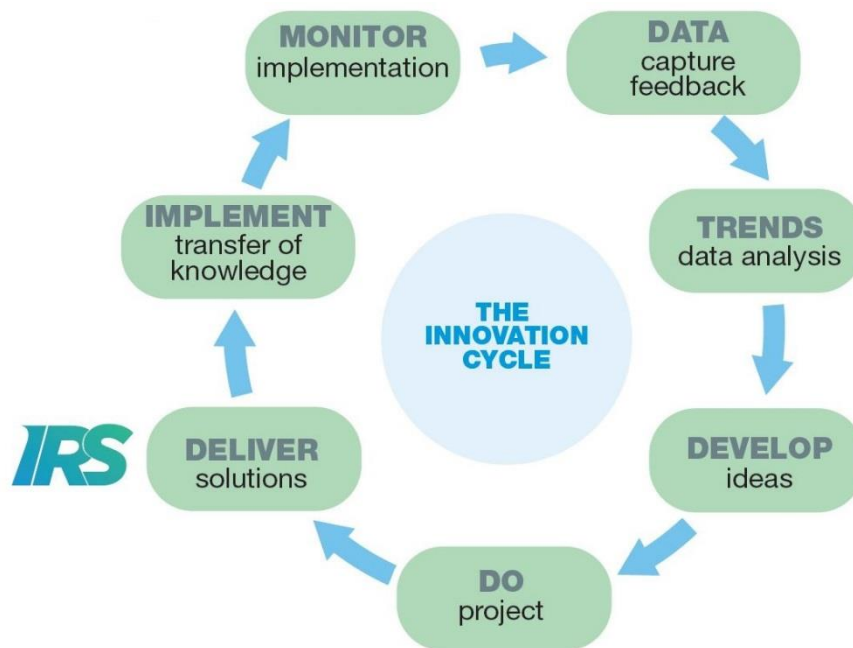 MONITOR
implementation
DATA
capture
feedback
TRENDS
data analysis
DEVELOP
ideas
DO
project
DELIVER
solutions
IMPLEMENT
transfer of
knowledge
THE
INNOVATION
CYCLE
IRS